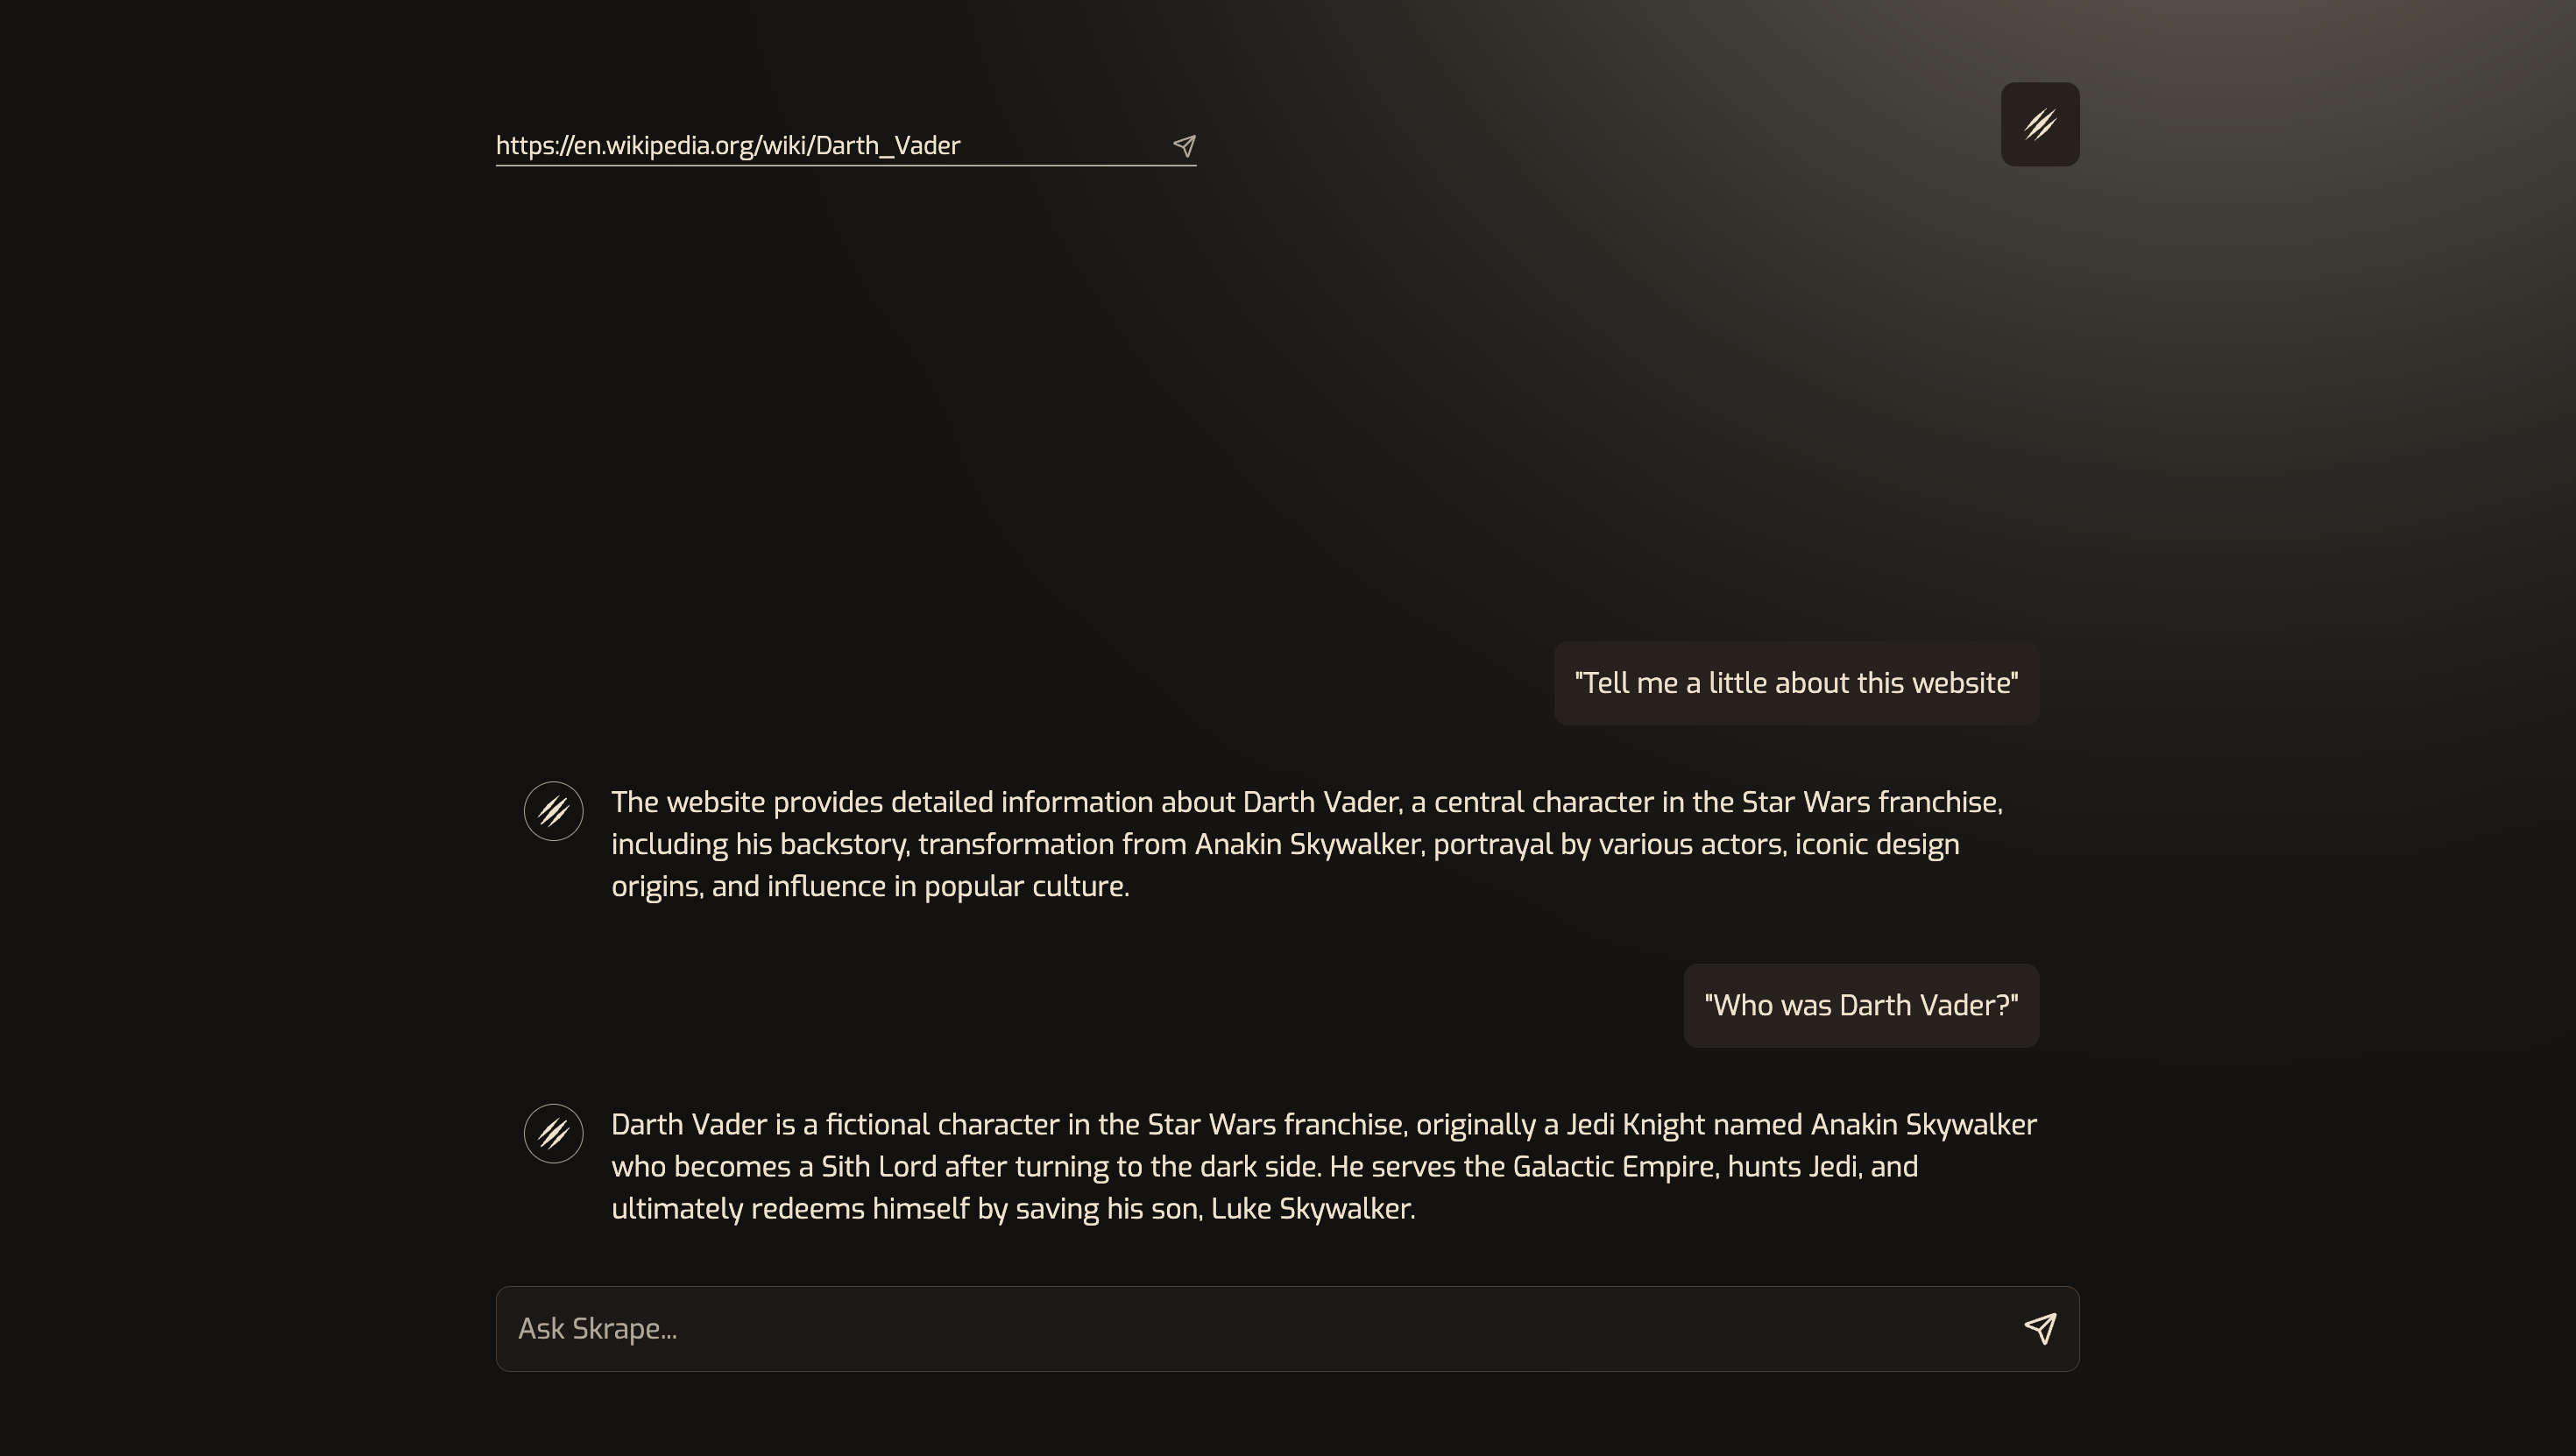 https://en.wikipedia.org/wiki/Darth_Vader
"Tell me a little about this website"
The website provides detailed information about Darth Vader, a central character in the Star Wars franchise,
including his backstory, transformation from Anakin Skywalker, portrayal by various actors, iconic design
origins, and influence in popular culture.
"Who was Darth Vader?"
Darth Vader is a fictional character in the Star Wars franchise, originally a Jedi Knight named Anakin Skywalker
who becomes a Sith Lord after turning to the dark side. He serves the Galactic Empire, hunts Jedi, and
ultimately redeems himself by saving his son, Luke Skywalker.
Ask Skrape...